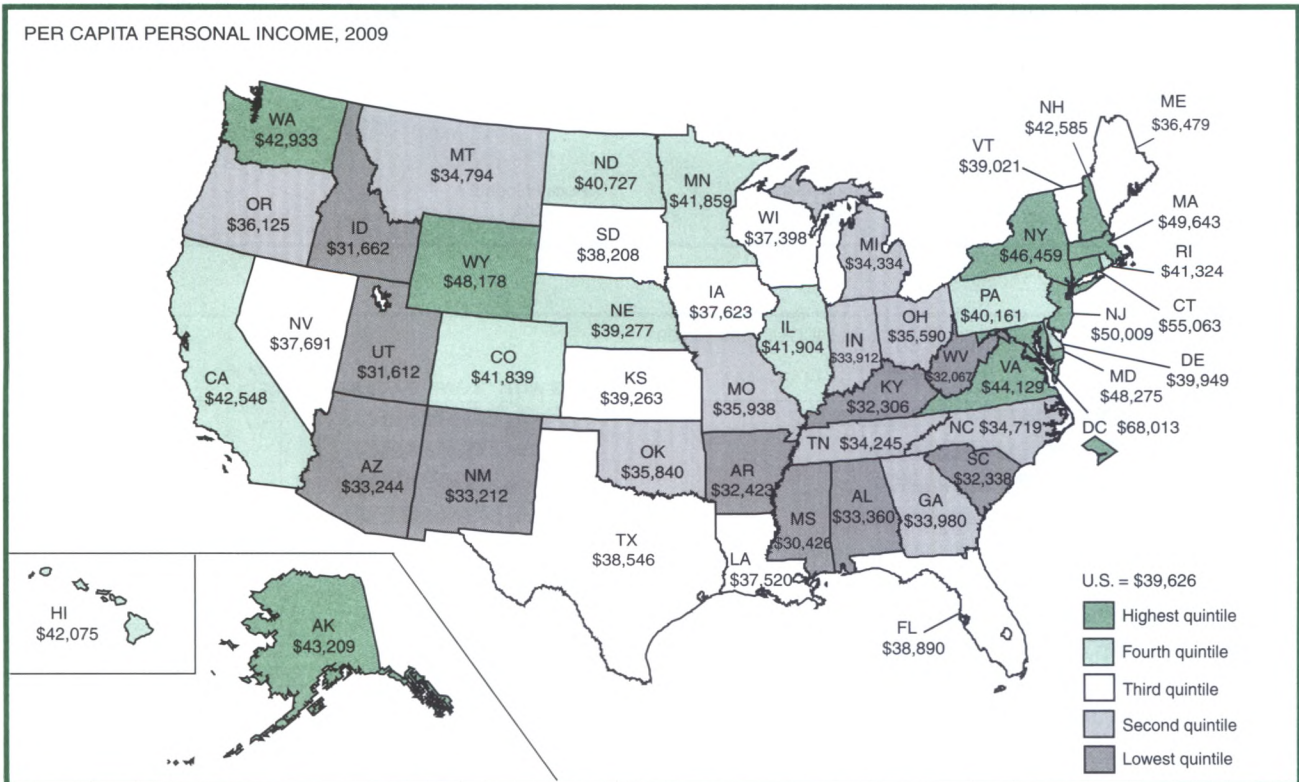 PER CAPITA PERSONAL INCOME, 2009
WA
$42,933
MT
$34,794
ND
$40,727
MN
$41,859
VT
$39,021
NH
$42,585
ME
$36,479
OR
$36,125
ID
$31,662
WY
$48,178
SD
$38,208
WI
$37,398
MI
$34,334
NY
$46,459
MA
$49,643
RI
$41,324
CT
$55,063
NJ
$50,009
DE
$39,949
MD
$48,275
DC $68,013
NV
$37,691
UT
$31,612
CO
$41,839
NE
$39,277
IA
$37,623
IL
$41,904
IN
$33,912
OH
$35,590
PA
$40,161
WV
$32,067
VA
$44,129
CA
$42,548
KS
$39,263
MO
$35,938
KY
$32,306
NC $34,719
TN $34,245
AZ
$33,244
NM
$33,212
OK
$35,840
AR
$32,423
SC
$32,338
MS
$30,426
AL
$33,360
GA
$33,980
TX
$38,546
LA
$37,520
FL
$38,890
HI
$42,075
AK
$43,209
U.S. = $39,626
Highest quintile
Fourth quintile
Third quintile
Second quintile
Lowest quintile